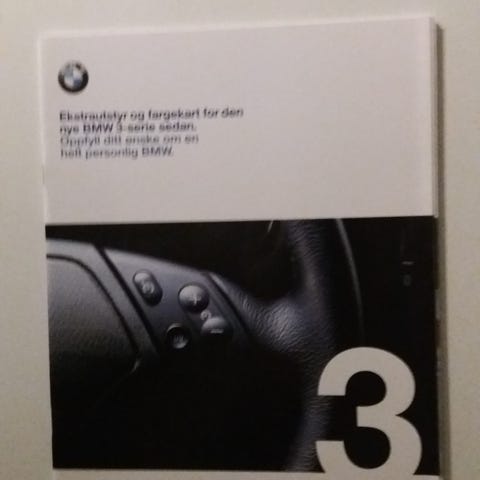 Ekstrautstyr og fargekart for den
nye BMW 3-serie sedan.
Oppfyll ditt ønske om en
helt personlig BMW.
3